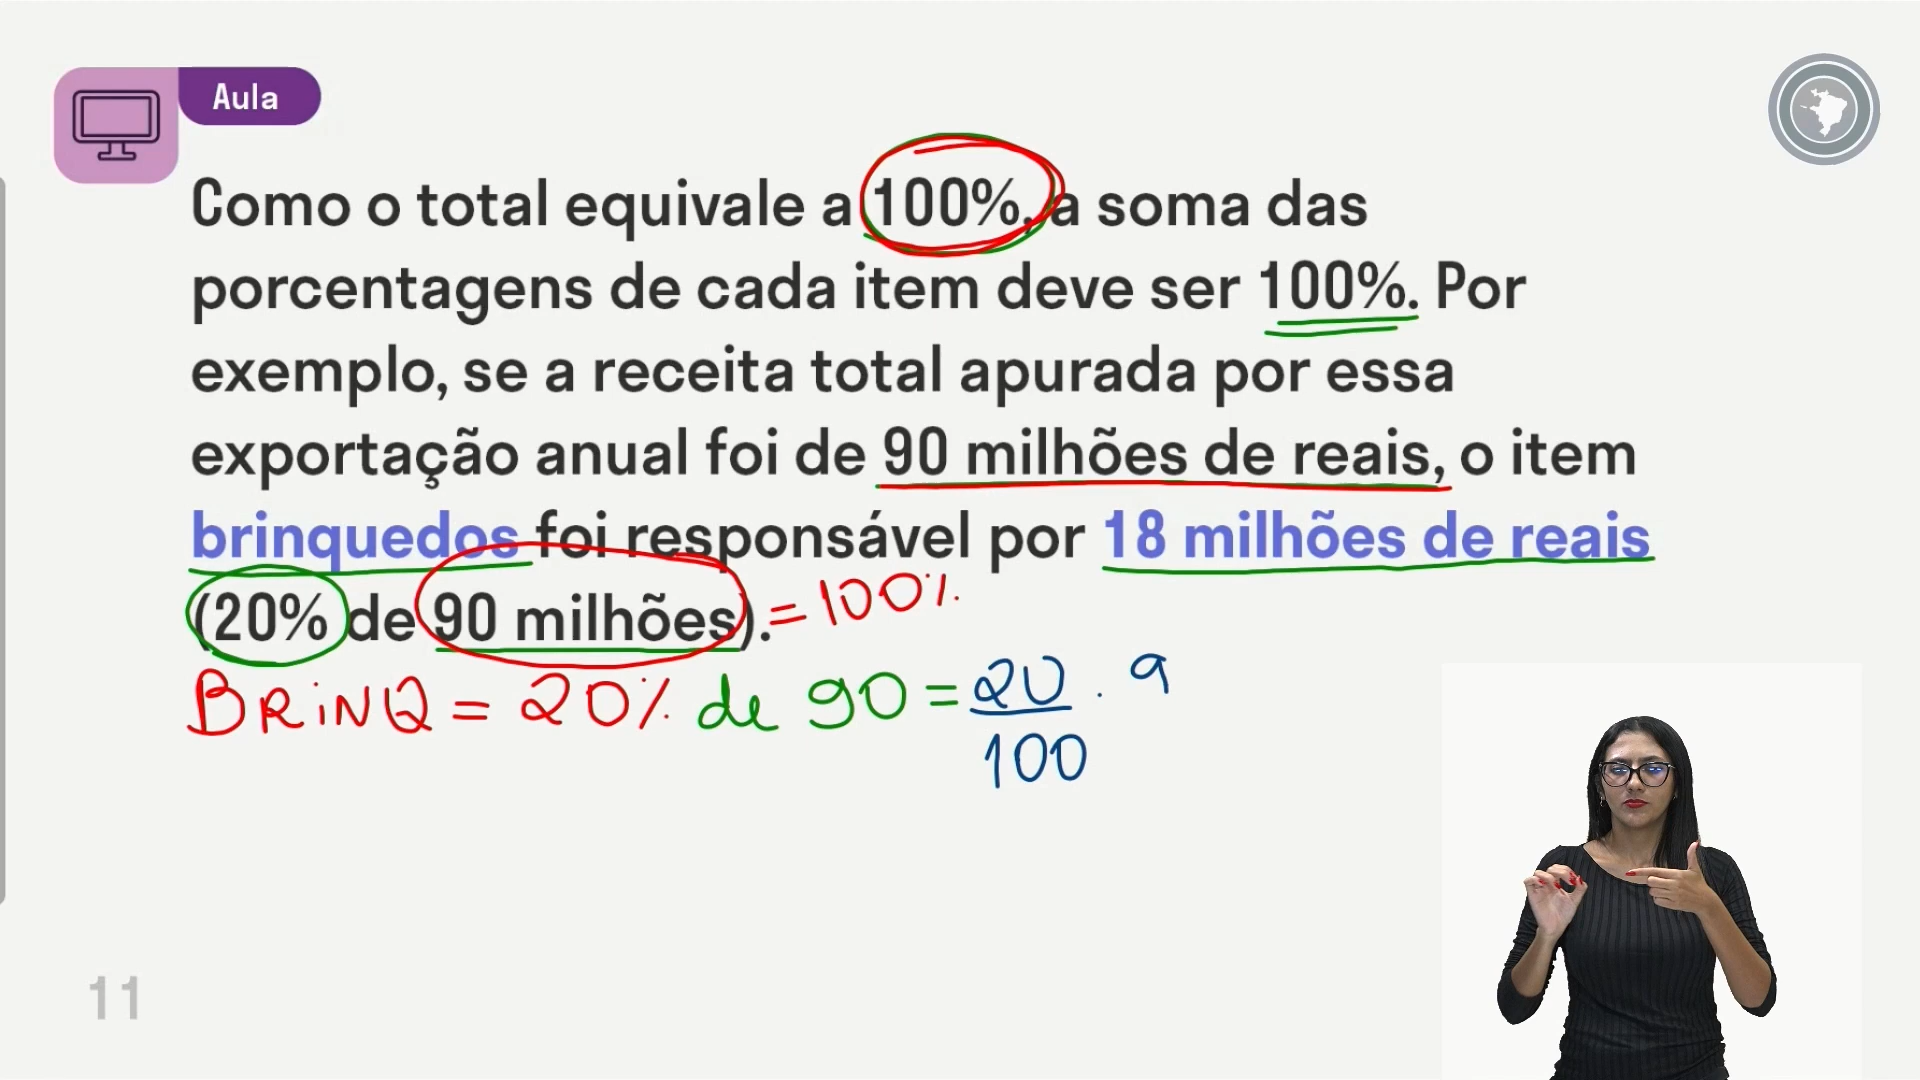 Aula
Como o total equivale a 100%, a soma das
porcentagens de cada item deve ser 100%. Por
exemplo, se a receita total apurada por essa
exportação anual foi de 90 milhões de reais, o item
brinquedos foi responsável por 18 milhões de reais
(20% de 90 milhões). = 100%
BRiNQ = 20% de 90 = 20/100 . 9
11